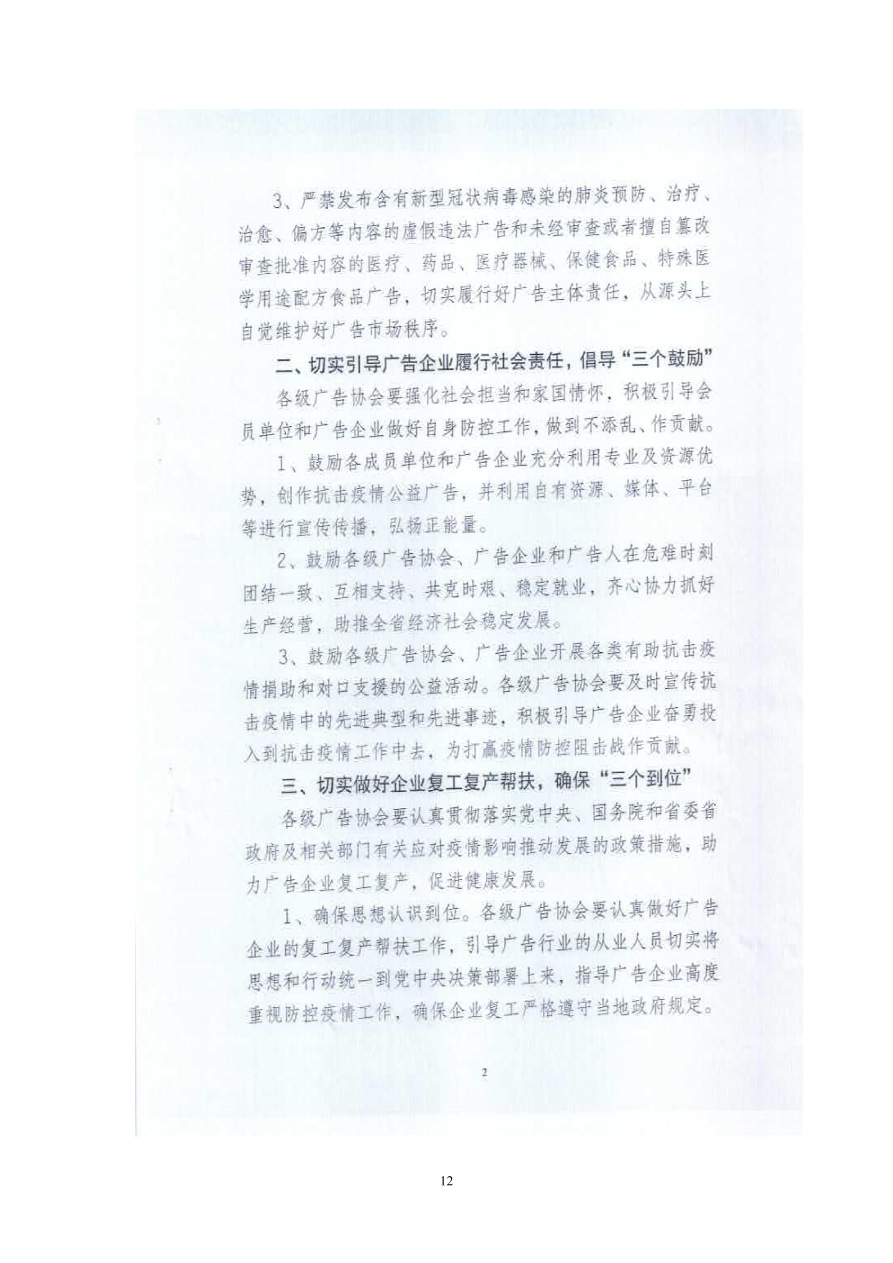 3、严禁发布含有新型冠状病毒感染的肺炎预防、治疗、
治愈、偏方等内容的虚假违法广告和未经审查或者擅自篡改
审查批准内容的医疗、药品、医疗器械、保健食品、特殊医
学用途配方食品广告，切实履行好广告主体责任，从源头上
自觉维护好广告市场秩序。
二、切实引导广告企业履行社会责任，倡导“三个鼓励”
各级广告协会要强化社会担当和家国情怀，积极引导会
员单位和广告企业做好自身防控工作，做到不添乱、作贡献。
1、鼓励各成员单位和广告企业充分利用专业及资源优
势，创作抗击疫情公益广告，并利用自有资源、媒体、平台
等进行宣传传播，弘扬正能量。
2、鼓励各级广告协会、广告企业和广告人在危难时刻
团结一致、互相支持、共克时艰、稳定就业，齐心协力抓好
生产经营，助推全省经济社会稳定发展。
3、鼓励各级广告协会、广告企业开展各类有助抗击疫
情捐助和对口支援的公益活动。各级广告协会要及时宣传抗
击疫情中的先进典型和先进事迹，积极引导广告企业奋勇投
入到抗击疫情工作中去，为打赢疫情防控阻击战作贡献。
三、切实做好企业复工复产帮扶，确保“三个到位”
各级广告协会要认真贯彻落实党中央、国务院和省委省
政府及相关部门有关应对疫情影响推动发展的政策措施，助
力广告企业复工复产，促进健康发展。
1、确保思想认识到位。各级广告协会要认真做好广告
企业的复工复产帮扶工作，引导广告行业的从业人员切实将
思想和行动统一到党中央决策部署上来，指导广告企业高度
重视防控疫情工作，确保企业复工严格遵守当地政府规定。
2
12